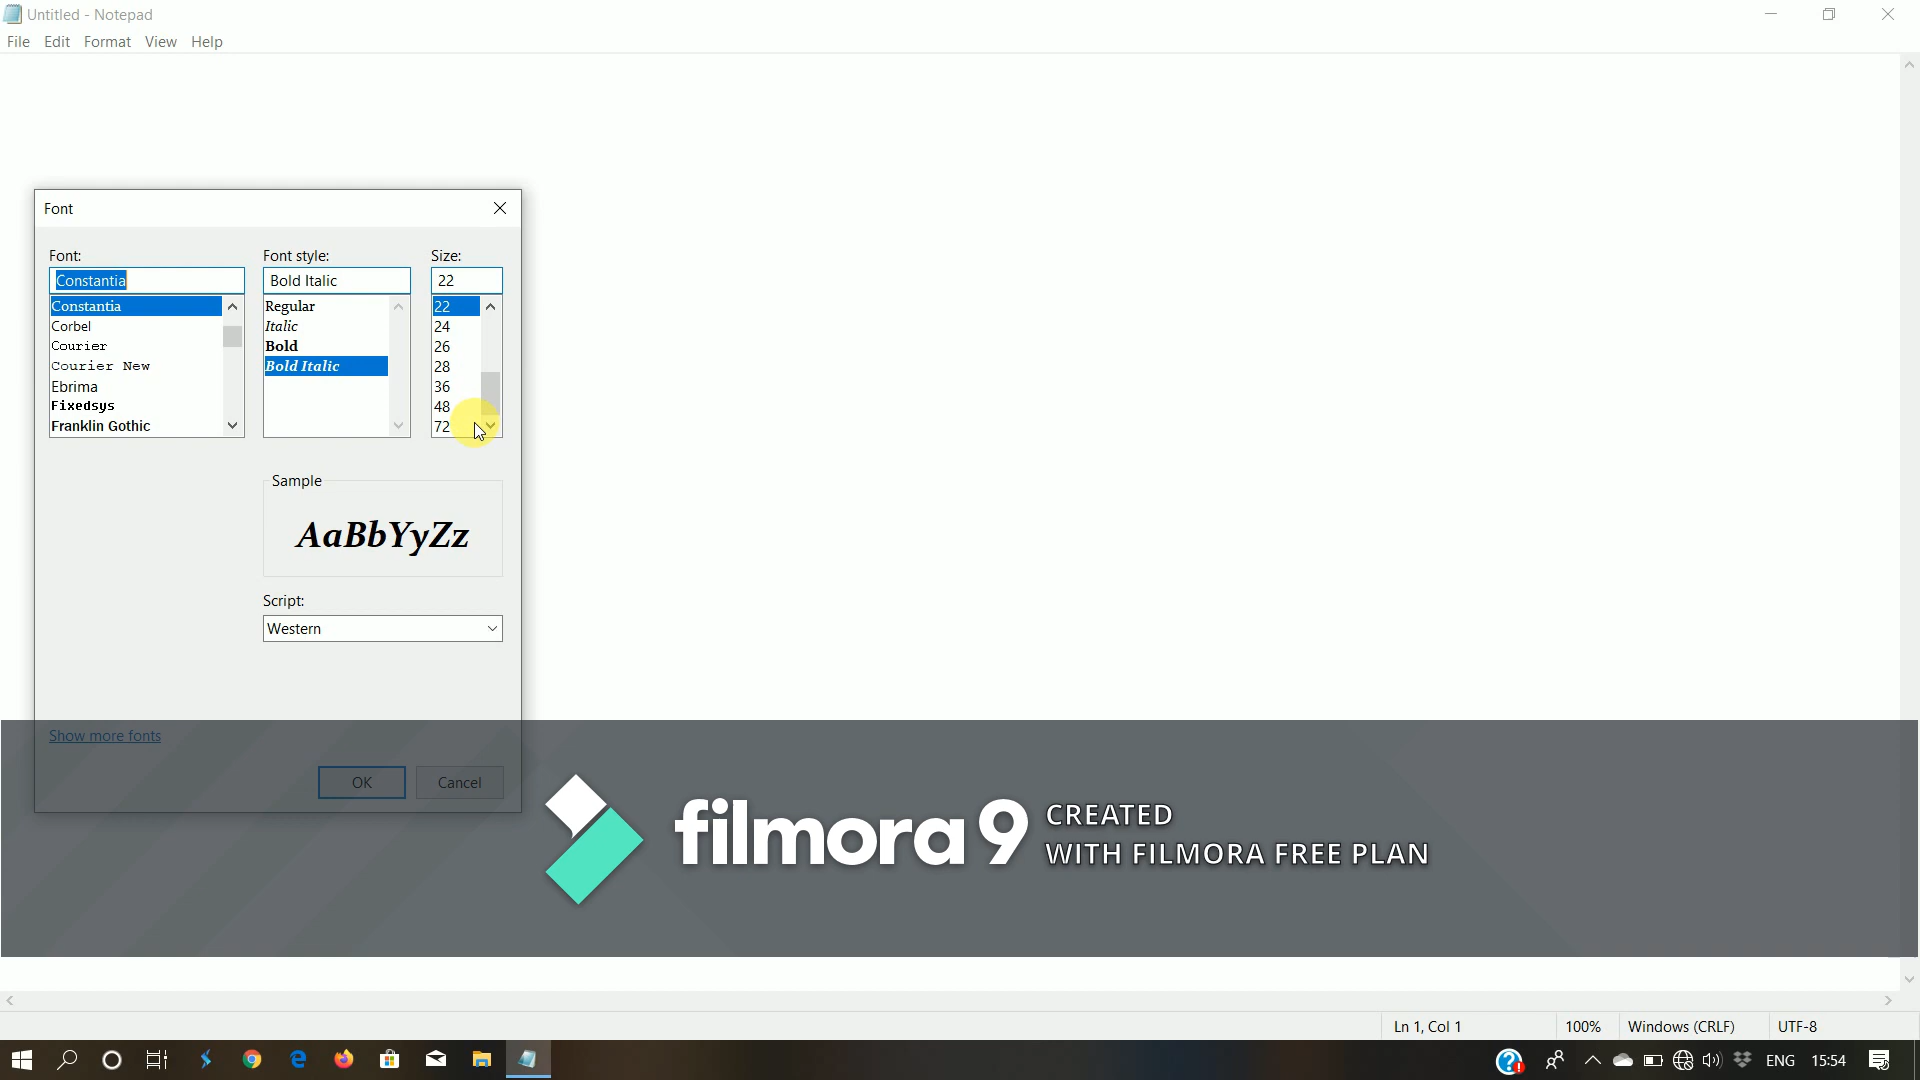 Untitled - Notepad
File Edit Format View Help
Font
Font: Font style: Size:
Constantia Bold Italic 22
Constantia Regular 22
Corbel Italic 24
Courier Bold 26
Courier New Bold Italic 28
Ebrima 36
Fixedsys 48
Franklin Gothic 72
Sample
AaBbYyZz
Script:
Western
Show more fonts
OK Cancel
filmora 9 CREATED
WITH FILMORA FREE PLAN
Ln 1, Col 1 100% Windows (CRLF) UTF-8
ENG 15:54